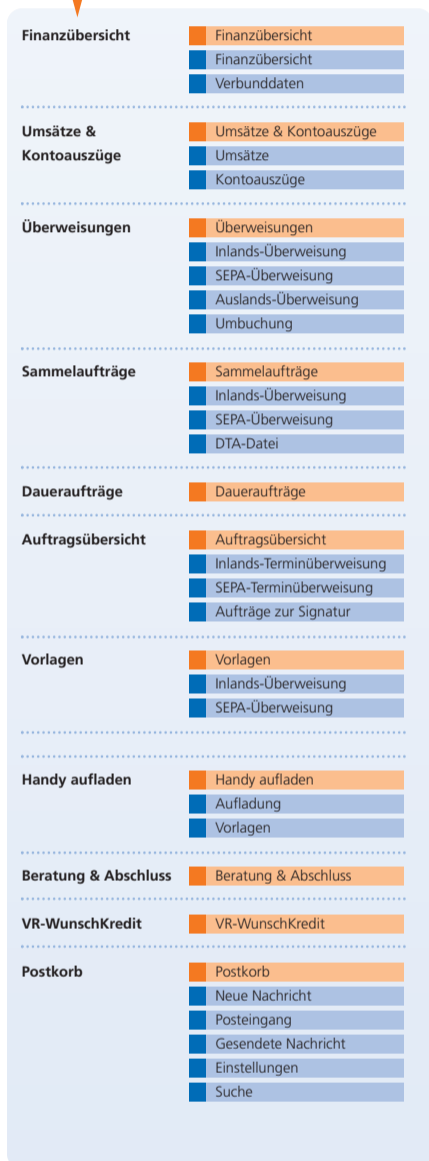 Finanzübersicht
Finanzübersicht
Finanzübersicht
Verbunddaten
Umsätze &
Kontoauszüge
Umsätze & Kontoauszüge
Umsätze
Kontoauszüge
Überweisungen
Überweisungen
Inlands-Überweisung
SEPA-Überweisung
Auslands-Überweisung
Umbuchung
Sammelaufträge
Sammelaufträge
Inlands-Überweisung
SEPA-Überweisung
DTA-Datei
Daueraufträge
Daueraufträge
Auftragsübersicht
Auftragsübersicht
Inlands-Terminüberweisung
SEPA-Terminüberweisung
Aufträge zur Signatur
Vorlagen
Vorlagen
Inlands-Überweisung
SEPA-Überweisung
Handy aufladen
Handy aufladen
Aufladung
Vorlagen
Beratung & Abschluss
Beratung & Abschluss
VR-WunschKredit
VR-WunschKredit
Postkorb
Postkorb
Neue Nachricht
Posteingang
Gesendete Nachricht
Einstellungen
Suche